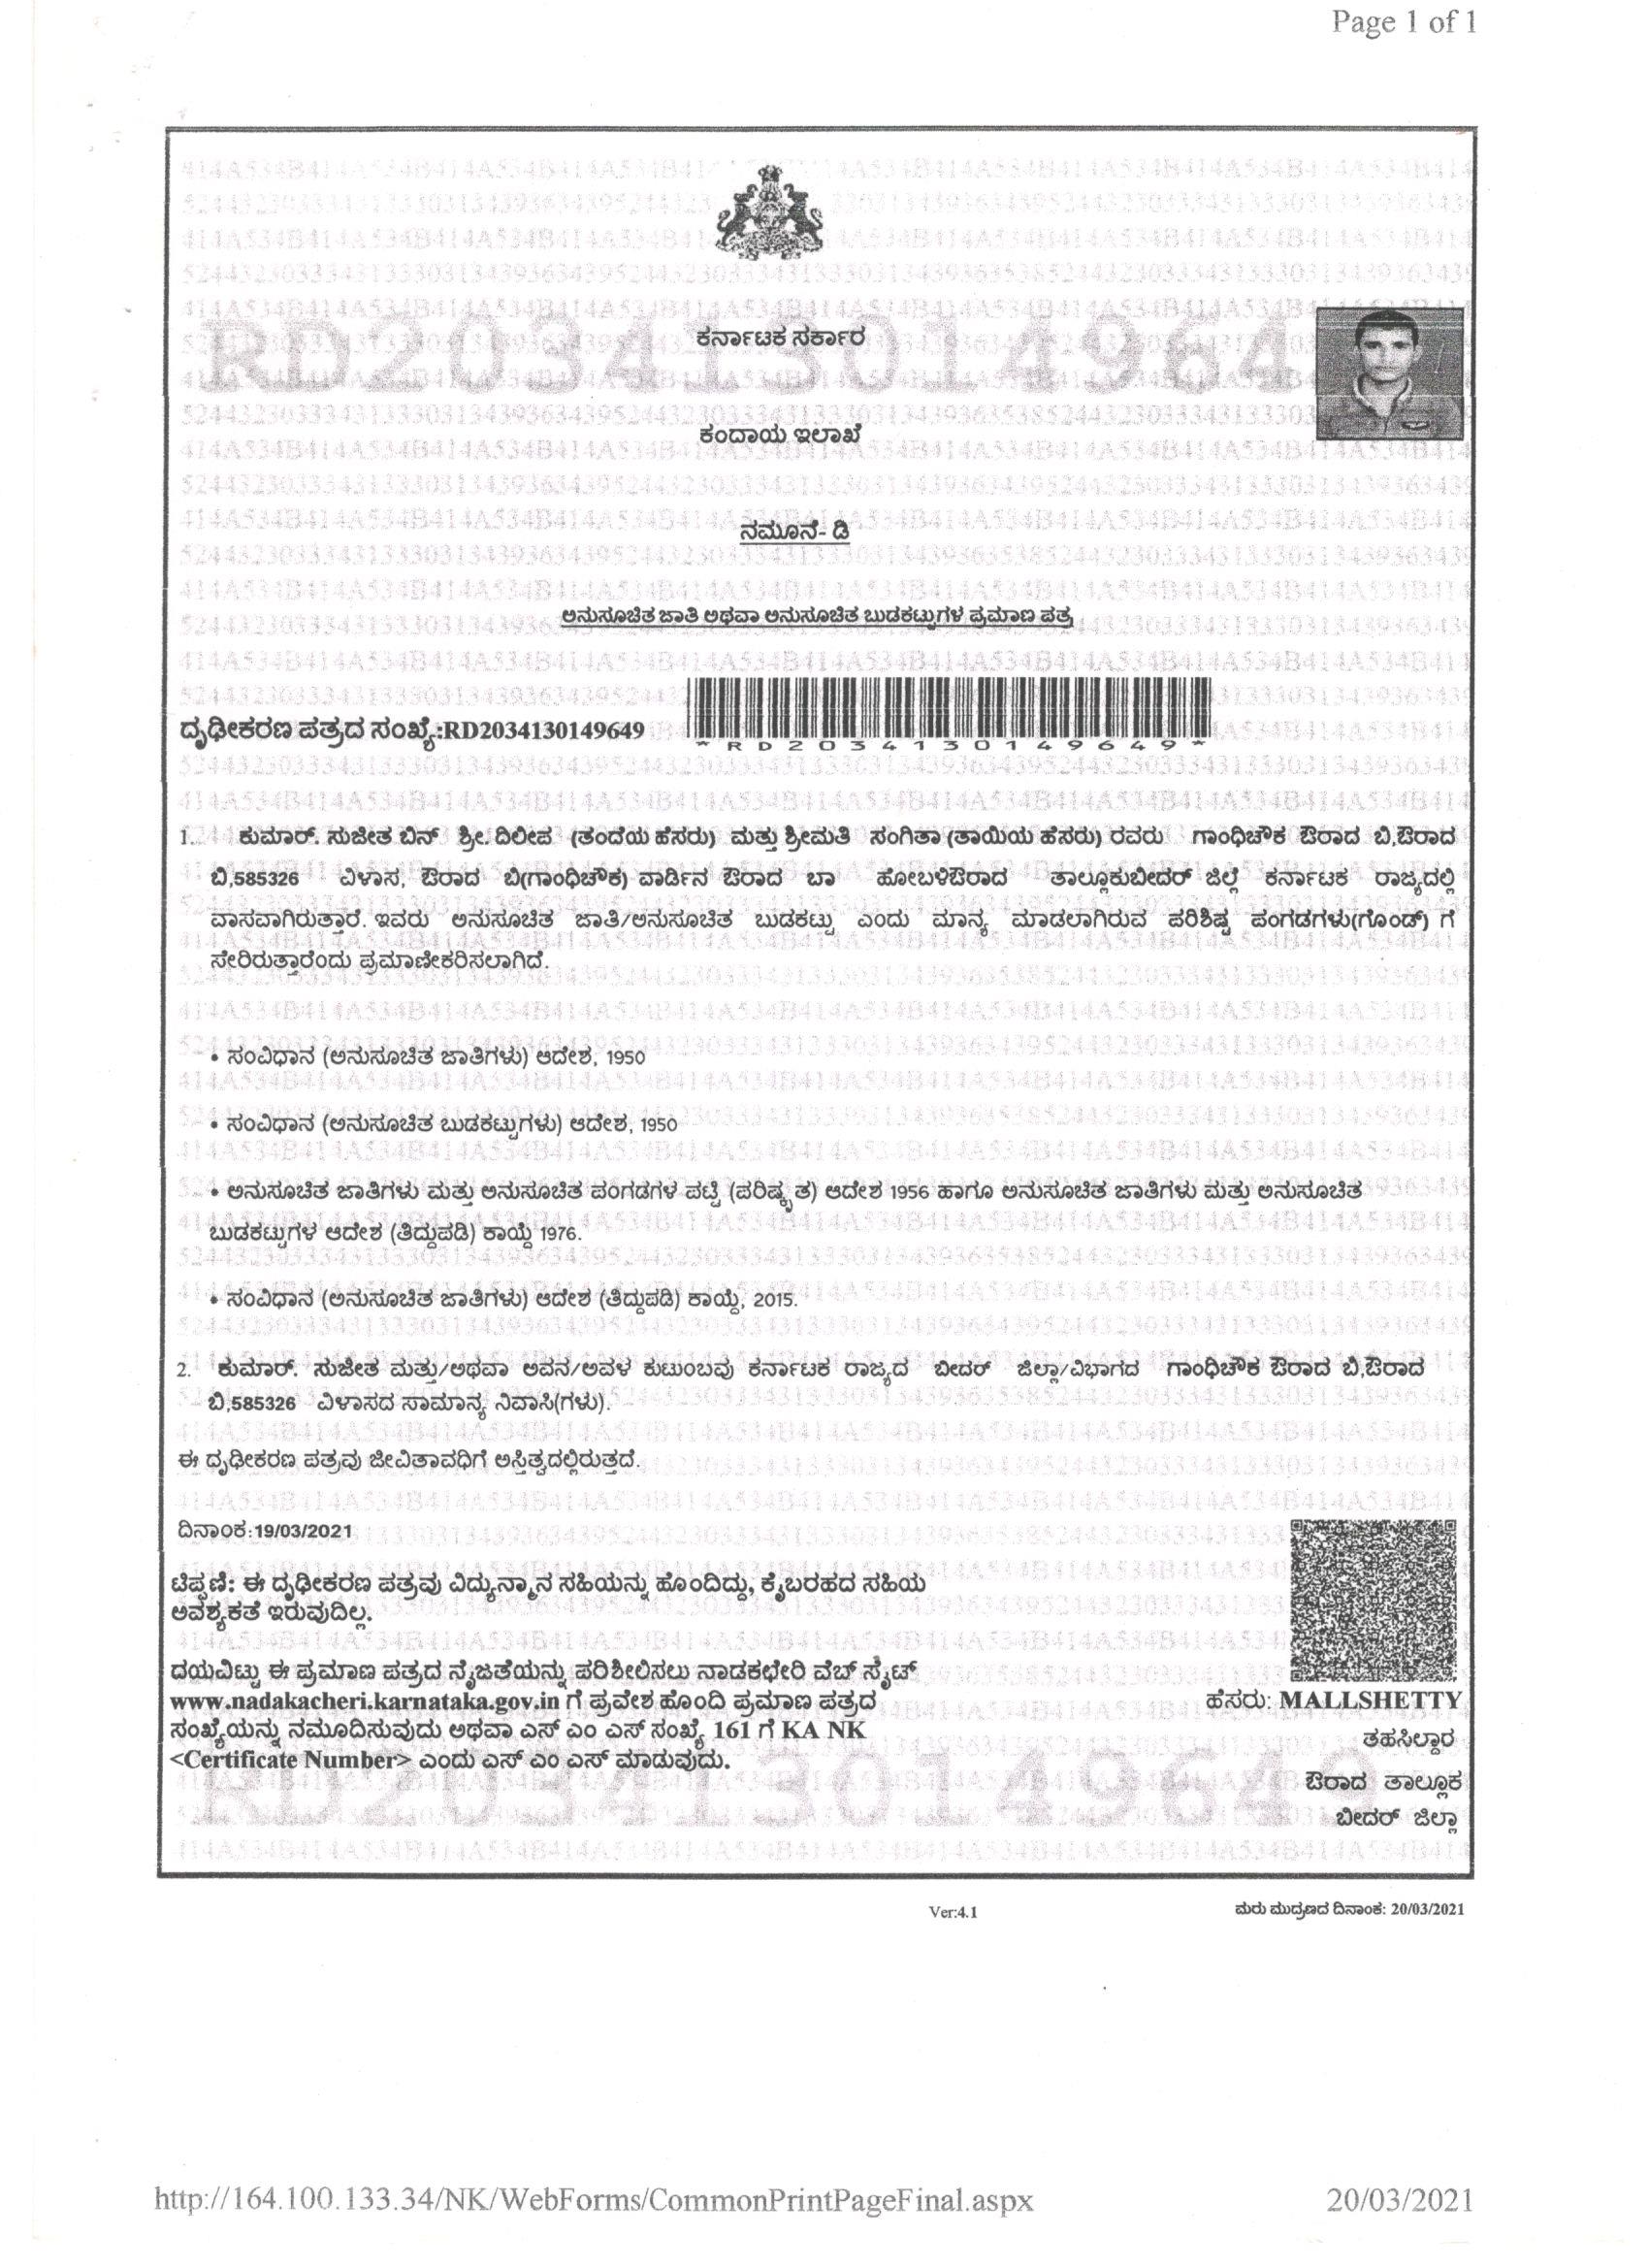 Page 1 of 1
ಕರ್ನಾಟಕ ಸರ್ಕಾರ
ಕಂದಾಯ ಇಲಾಖೆ
ನಮೂನೆ- ಡಿ
ಅನುಸೂಚಿತ ಜಾತಿ ಅಥವಾ ಅನುಸೂಚಿತ ಬುಡಕಟ್ಟುಗಳ ಪ್ರಮಾಣ ಪತ್ರ
ದೃಢೀಕರಣ ಪತ್ರದ ಸಂಖ್ಯೆ:RD2034130149649
*RD2034130149649*
1. ಕುಮಾರ್. ಸುಜೀತ ಬಿನ್ ಶ್ರೀ. ದಿಲೀಪ (ತಂದೆಯ ಹೆಸರು) ಮತ್ತು ಶ್ರೀಮತಿ ಸಂಗಿತಾ (ತಾಯಿಯ ಹೆಸರು) ರವರು ಗಾಂಧಿಚೌಕ ಔರಾದ ಬಿ,ಔರಾದ
ಬಿ,585326 ವಿಳಾಸ, ಔರಾದ ಬಿ(ಗಾಂಧಿಚೌಕ) ವಾರ್ಡಿನ ಔರಾದ ಬಾ ಹೋಬಳಿಔರಾದ ತಾಲ್ಲೂಕುಬೀದರ್ ಜಿಲ್ಲೆ ಕರ್ನಾಟಕ ರಾಜ್ಯದಲ್ಲಿ
ವಾಸವಾಗಿರುತ್ತಾರೆ. ಇವರು ಅನುಸೂಚಿತ ಜಾತಿ/ಅನುಸೂಚಿತ ಬುಡಕಟ್ಟು ಎಂದು ಮಾನ್ಯ ಮಾಡಲಾಗಿರುವ ಪರಿಶಿಷ್ಟ ಪಂಗಡಗಳು(ಗೊಂಡ್) ಗೆ
ಸೇರಿರುತ್ತಾರೆಂದು ಪ್ರಮಾಣೀಕರಿಸಲಾಗಿದೆ.
• ಸಂವಿಧಾನ (ಅನುಸೂಚಿತ ಜಾತಿಗಳು) ಆದೇಶ, 1950
• ಸಂವಿಧಾನ (ಅನುಸೂಚಿತ ಬುಡಕಟ್ಟುಗಳು) ಆದೇಶ, 1950
• ಅನುಸೂಚಿತ ಜಾತಿಗಳು ಮತ್ತು ಅನುಸೂಚಿತ ಪಂಗಡಗಳ ಪಟ್ಟಿ (ಪರಿಷ್ಕೃತ) ಆದೇಶ 1956 ಹಾಗೂ ಅನುಸೂಚಿತ ಜಾತಿಗಳು ಮತ್ತು ಅನುಸೂಚಿತ
ಬುಡಕಟ್ಟುಗಳ ಆದೇಶ (ತಿದ್ದುಪಡಿ) ಕಾಯ್ದೆ 1976.
• ಸಂವಿಧಾನ (ಅನುಸೂಚಿತ ಜಾತಿಗಳು) ಆದೇಶ (ತಿದ್ದುಪಡಿ) ಕಾಯ್ದೆ, 2015.
2. ಕುಮಾರ್. ಸುಜೀತ ಮತ್ತು/ಅಥವಾ ಅವನ/ಅವಳ ಕುಟುಂಬವು ಕರ್ನಾಟಕ ರಾಜ್ಯದ ಬೀದರ್ ಜಿಲ್ಲಾ/ವಿಭಾಗದ ಗಾಂಧಿಚೌಕ ಔರಾದ ಬಿ,ಔರಾದ
ಬಿ,585326 ವಿಳಾಸದ ಸಾಮಾನ್ಯ ನಿವಾಸಿ(ಗಳು).
ಈ ದೃಢೀಕರಣ ಪತ್ರವು ಜೀವಿತಾವಧಿಗೆ ಅಸ್ತಿತ್ವದಲ್ಲಿರುತ್ತದೆ.
ದಿನಾಂಕ:19/03/2021
ಟಿಪ್ಪಣಿ: ಈ ದೃಢೀಕರಣ ಪತ್ರವು ವಿದ್ಯುನ್ಮಾನ ಸಹಿಯನ್ನು ಹೊಂದಿದ್ದು, ಕೈಬರಹದ ಸಹಿಯ
ಅವಶ್ಯಕತೆ ಇರುವುದಿಲ್ಲ.
ದಯವಿಟ್ಟು ಈ ಪ್ರಮಾಣ ಪತ್ರದ ನೈಜತೆಯನ್ನು ಪರಿಶೀಲಿಸಲು ನಾಡಕಛೇರಿ ವೆಬ್ ಸೈಟ್
www.nadakacheri.karnataka.gov.in ಗೆ ಪ್ರವೇಶ ಹೊಂದಿ ಪ್ರಮಾಣ ಪತ್ರದ
ಸಂಖ್ಯೆಯನ್ನು ನಮೂದಿಸುವುದು ಅಥವಾ ಎಸ್ ಎಂ ಎಸ್ ಸಂಖ್ಯೆ 161 ಗೆ KA NK
<Certificate Number> ಎಂದು ಎಸ್ ಎಂ ಎಸ್ ಮಾಡುವುದು.
ಹೆಸರು: MALLSHETTY
ತಹಸಿಲ್ದಾರ
ಔರಾದ ತಾಲ್ಲೂಕ
ಬೀದರ್ ಜಿಲ್ಲಾ
RD2034130149649
Ver:4.1
ಮರು ಮುದ್ರಣದ ದಿನಾಂಕ: 20/03/2021
http://164.100.133.34/NK/WebForms/CommonPrintPageFinal.aspx
20/03/2021